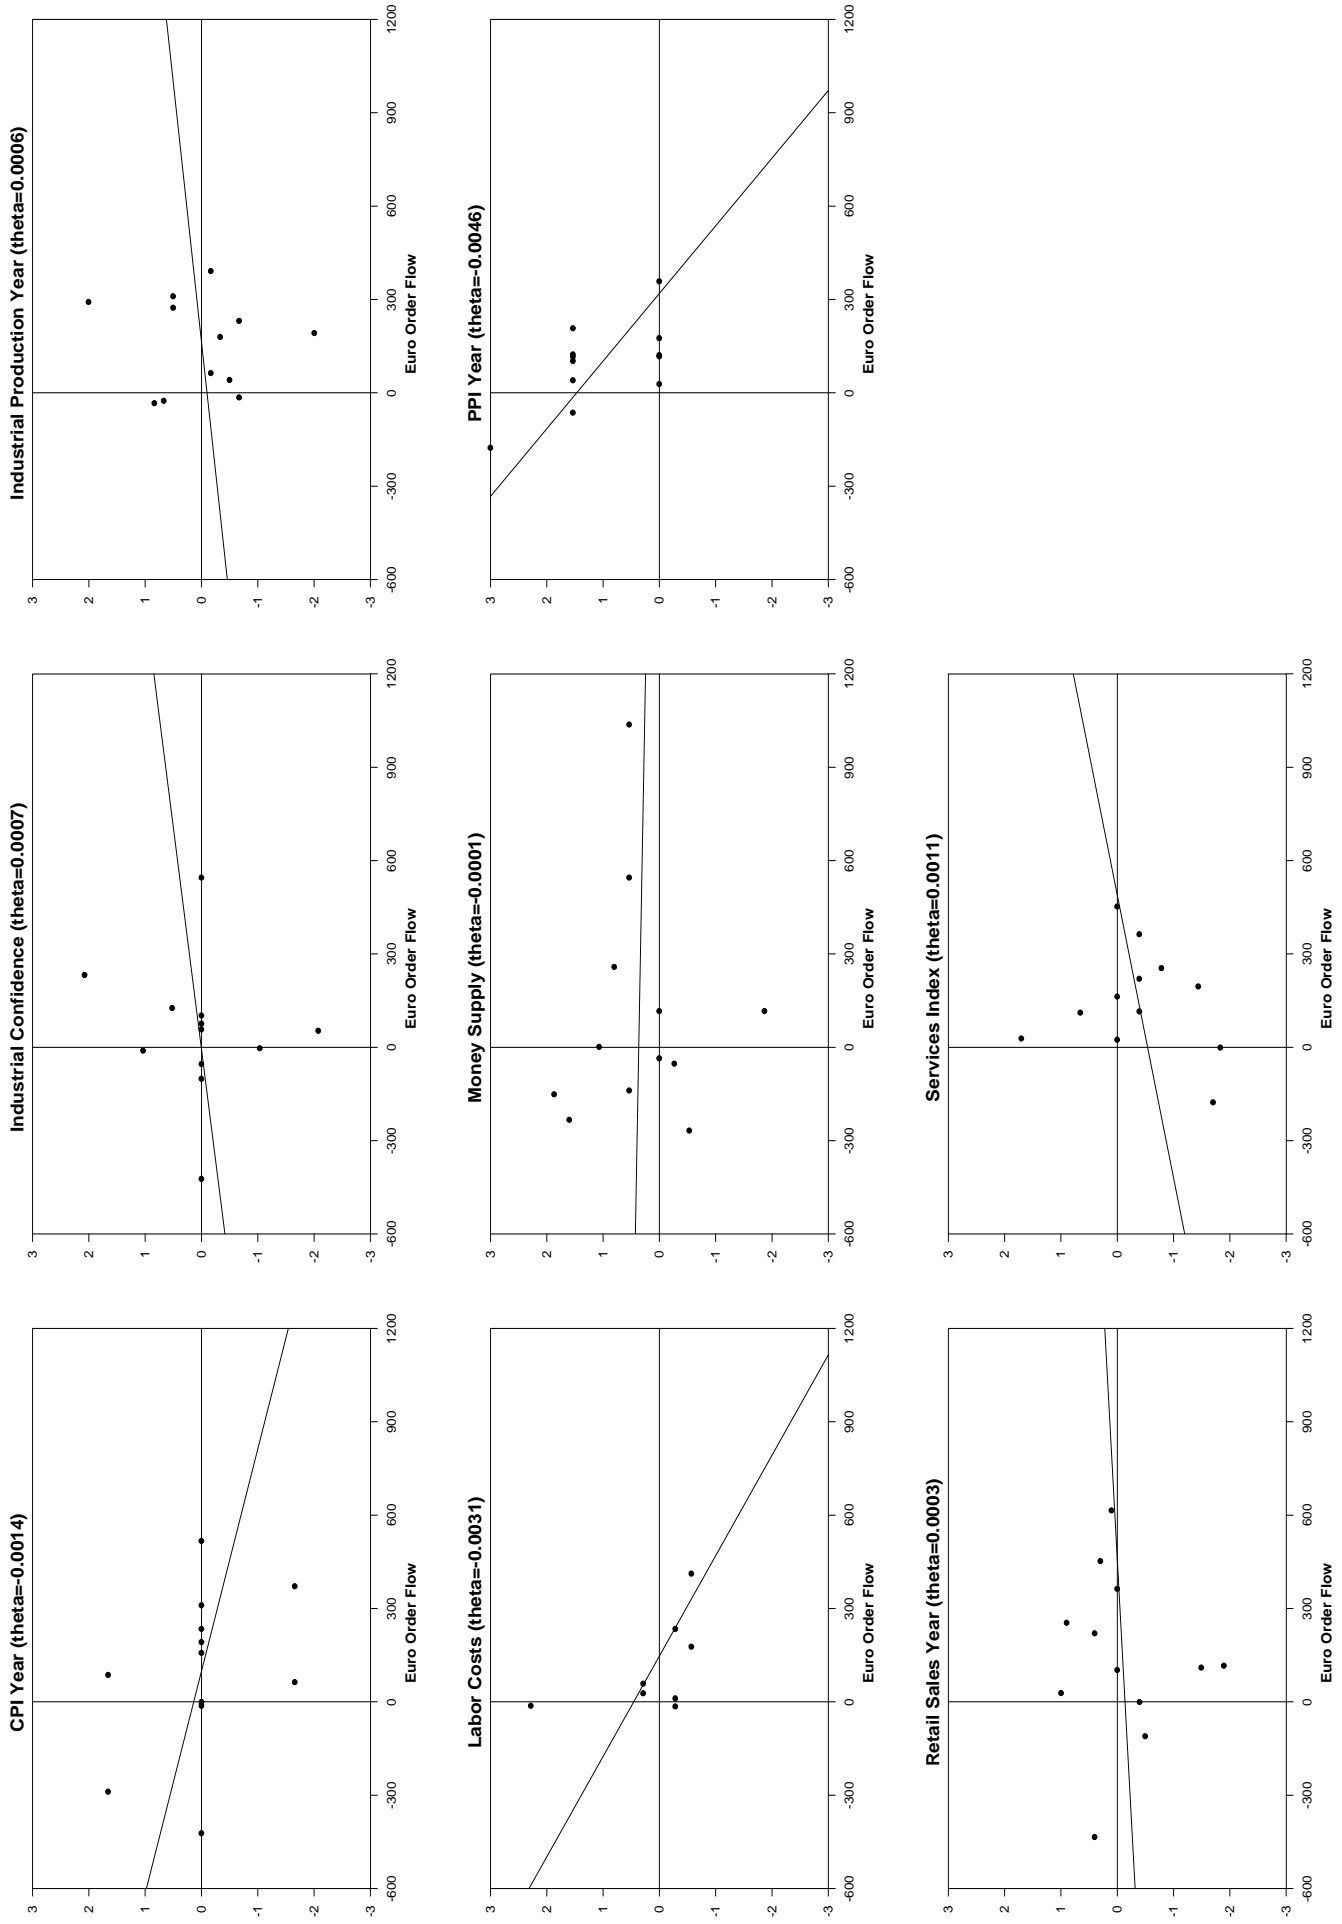 CPI Year (theta=-0.0014)
3
2
1
0
-1
-2
-3
-600 -300 0 300 600 900 1200
Euro Order Flow
Industrial Confidence (theta=0.0007)
3
2
1
0
-1
-2
-3
-600 -300 0 300 600 900 1200
Euro Order Flow
Industrial Production Year (theta=0.0006)
3
2
1
0
-1
-2
-3
-600 -300 0 300 600 900 1200
Euro Order Flow
Labor Costs (theta=-0.0031)
3
2
1
0
-1
-2
-3
-600 -300 0 300 600 900 1200
Euro Order Flow
Money Supply (theta=-0.0001)
3
2
1
0
-1
-2
-3
-600 -300 0 300 600 900 1200
Euro Order Flow
PPI Year (theta=-0.0046)
3
2
1
0
-1
-2
-3
-600 -300 0 300 600 900 1200
Euro Order Flow
Retail Sales Year (theta=0.0003)
3
2
1
0
-1
-2
-3
-600 -300 0 300 600 900 1200
Euro Order Flow
Services Index (theta=0.0011)
3
2
1
0
-1
-2
-3
-600 -300 0 300 600 900 1200
Euro Order Flow